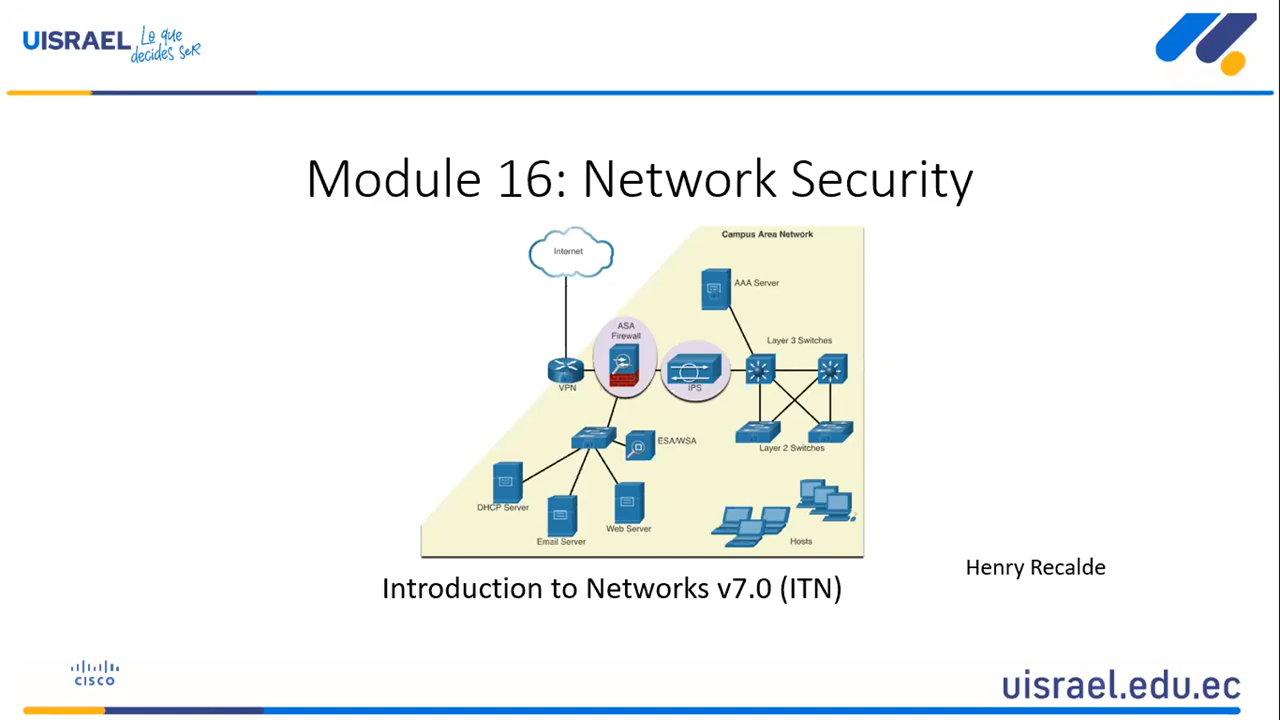 UISRAEL Lo que
decides seR
Module 16: Network Security
Campus Area Network
Internet
AAA Server
ASA
Firewall
Layer 3 Switches
VPN
IPS
ESA/WSA
Layer 2 Switches
DHCP Server
Web Server
Email Server
Hosts
Henry Recalde
Introduction to Networks v7.0 (ITN)
CISCO
uisrael.edu.ec